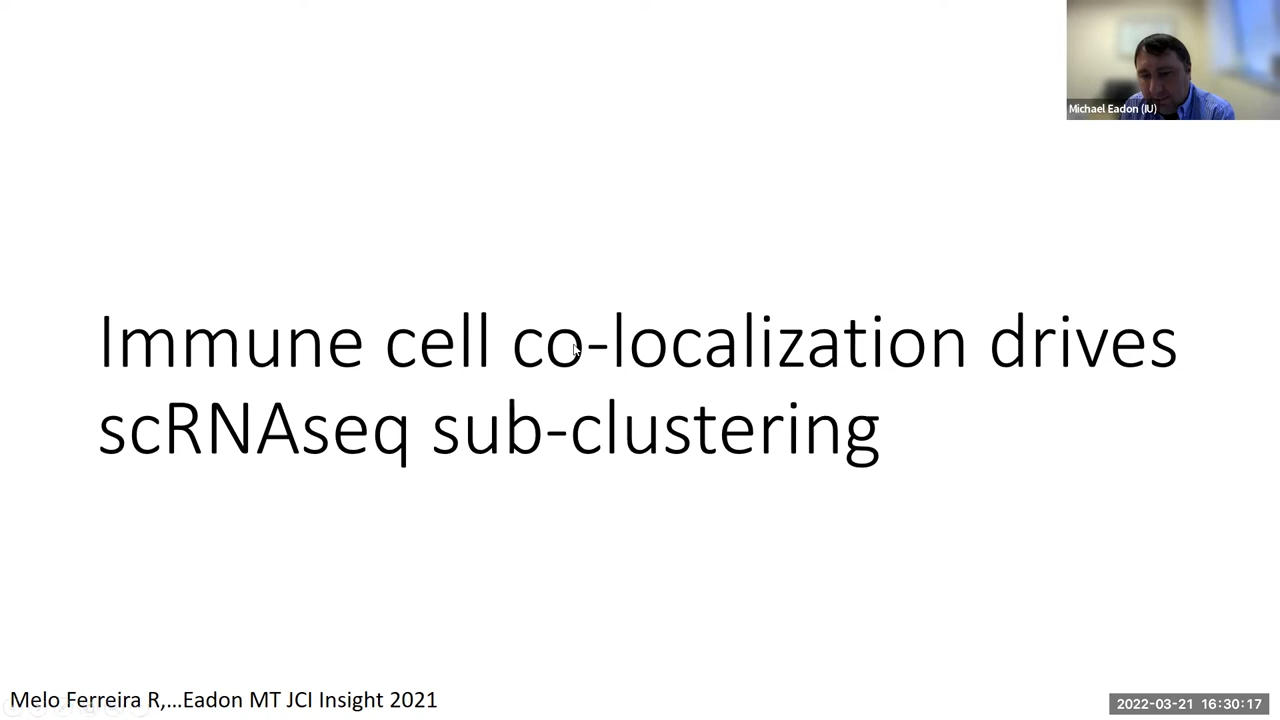 Michael Eadon (IU)
Immune cell co-localization drives
scRNAseq sub-clustering
Melo Ferreira R,...Eadon MT JCI Insight 2021
2022-03-21 16:30:17